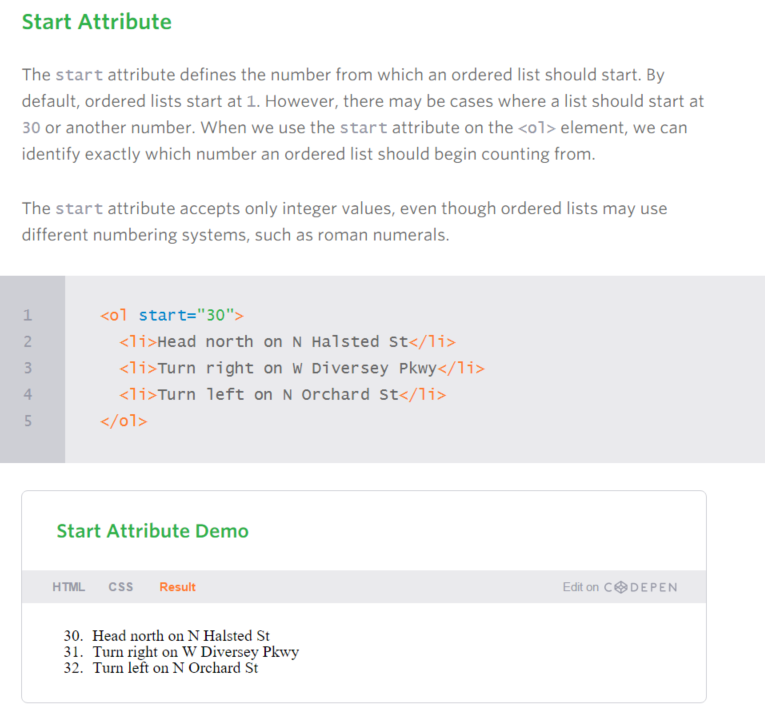 Start Attribute
The start attribute defines the number from which an ordered list should start. By
default, ordered lists start at 1. However, there may be cases where a list should start at
30 or another number. When we use the start attribute on the <ol> element, we can
identify exactly which number an ordered list should begin counting from.
The start attribute accepts only integer values, even though ordered lists may use
different numbering systems, such as roman numerals.
1 <ol start="30">
2 <li>Head north on N Halsted St</li>
3 <li>Turn right on W Diversey Pkwy</li>
4 <li>Turn left on N Orchard St</li>
5 </ol>
Start Attribute Demo
HTML CSS Result Edit on CODEPEN
30. Head north on N Halsted St
31. Turn right on W Diversey Pkwy
32. Turn left on N Orchard St